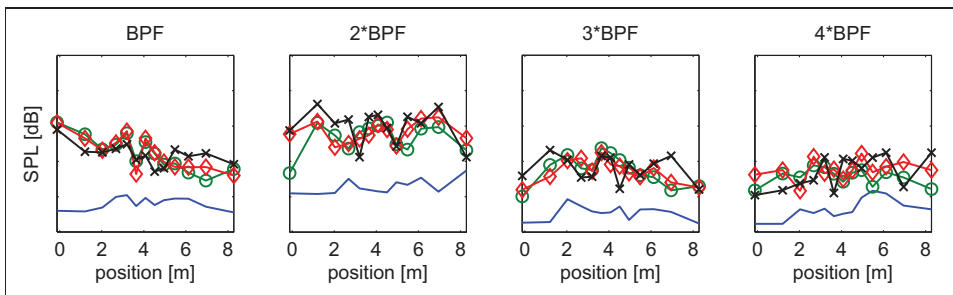 BPF
2*BPF
3*BPF
4*BPF
SPL [dB]
0 2 4 6 8
0 2 4 6 8
0 2 4 6 8
0 2 4 6 8
position [m]
position [m]
position [m]
position [m]